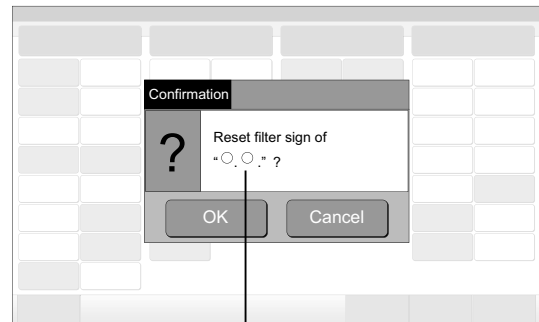 Confirmation
?
Reset filter sign of
“○.○.” ?
OK
Cancel